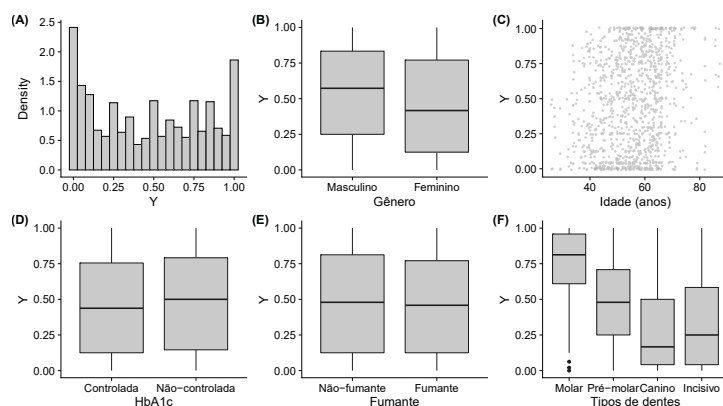 (A)
2.5
2.0
1.5
1.0
0.5
0.0
Density
0.00 0.25 0.50 0.75 1.00
Y
(B)
1.00
0.75
0.50
0.25
0.00
Y
Masculino Feminino
Gênero
(C)
1.00
0.75
0.50
0.25
0.00
Y
40 60 80
Idade (anos)
(D)
1.00
0.75
0.50
0.25
0.00
Y
Controlada Não−controlada
HbA1c
(E)
1.00
0.75
0.50
0.25
0.00
Y
Não−fumante Fumante
Fumante
(F)
1.00
0.75
0.50
0.25
0.00
Y
Molar Pré−molar Canino Incisivo
Tipos de dentes